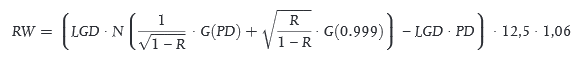 RW = ( LGD · N ( 1/√(1 – R) · G(PD) + √(R/(1 – R)) · G(0.999) ) – LGD · PD ) · 12,5 · 1,06